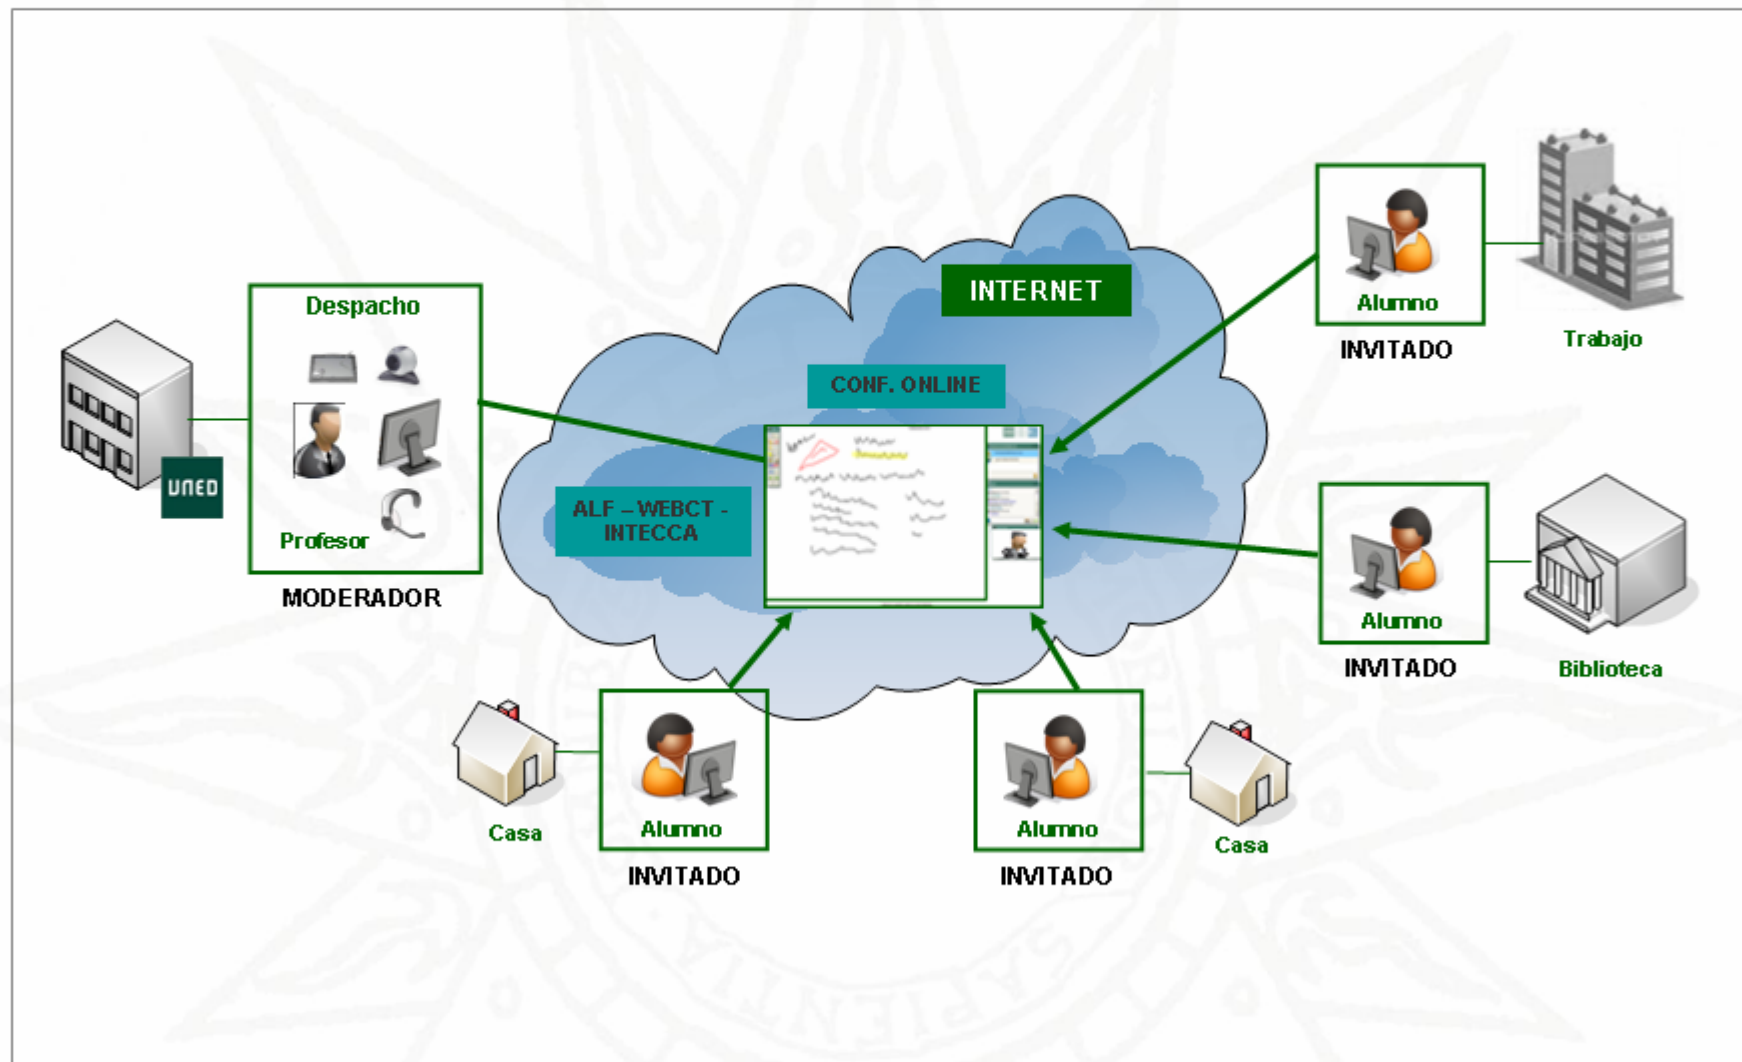 INTERNET
CONF. ONLINE
ALF – WEBCT -
INTECCA
Despacho
Profesor
MODERADOR
UNED
Alumno
INVITADO
Trabajo
Alumno
INVITADO
Biblioteca
Casa
Alumno
INVITADO
Alumno
INVITADO
Casa
SAPIENTIA